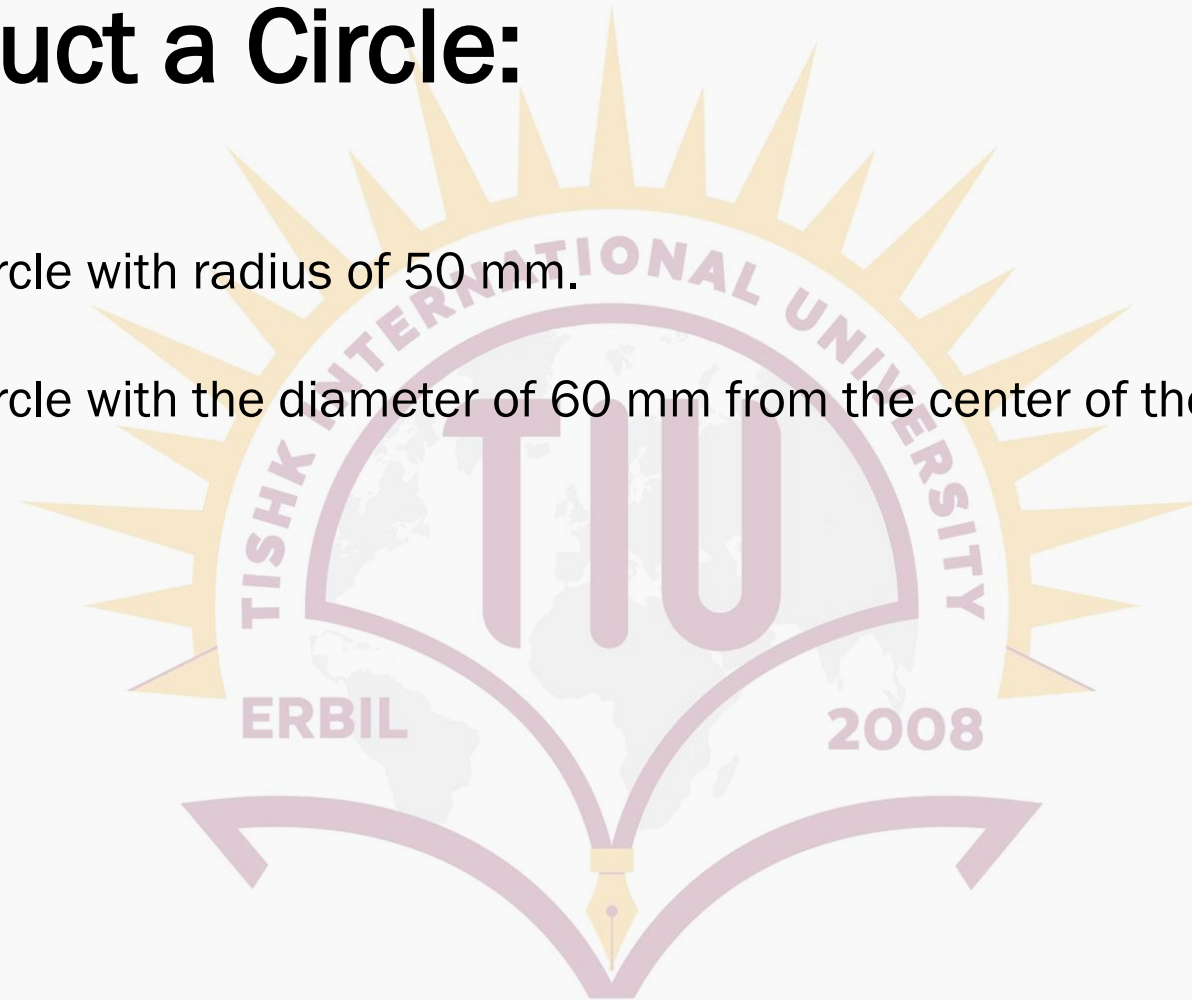 uct a Circle:
rcle with radius of 50 mm.
rcle with the diameter of 60 mm from the center of the
TISHK INTERNATIONAL UNIVERSITY
TIU
ERBIL
2008